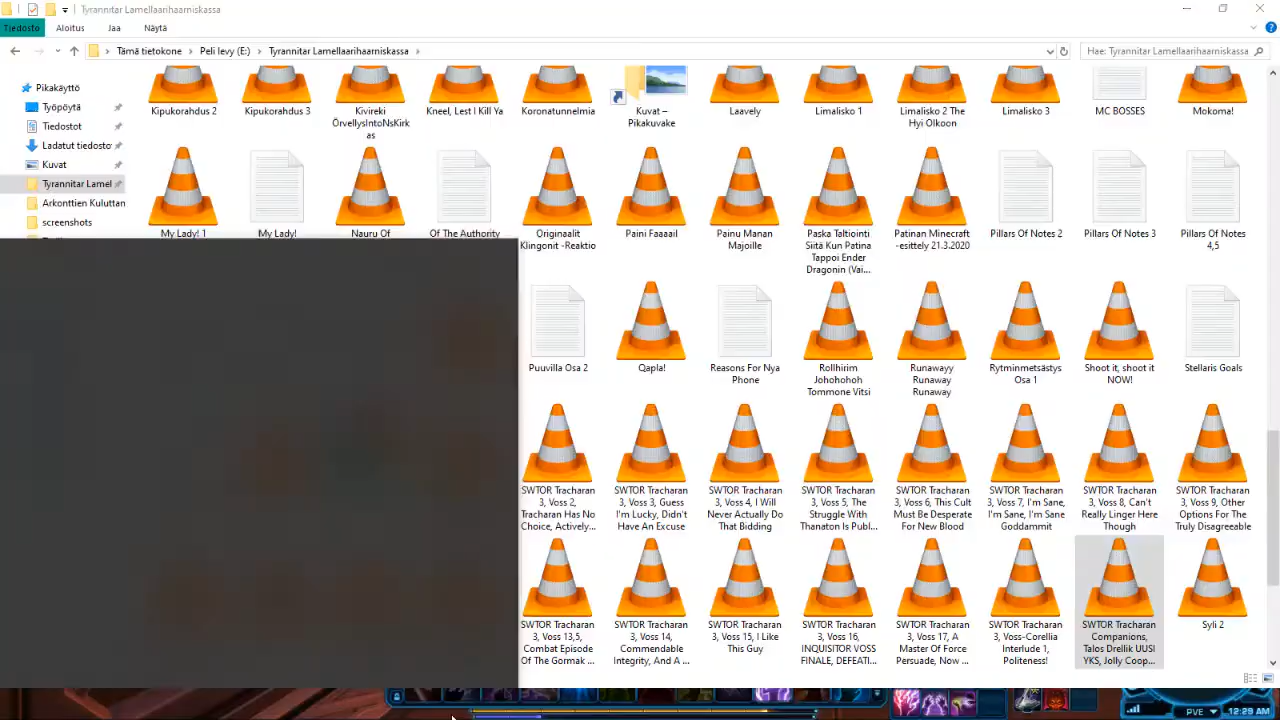 Tyrannitar Lamellaarihaarniskassa
Tiedosto Aloitus Jaa Näytä
Tämä tietokone > Peli levy (E:) > Tyrannitar Lamellaarihaarniskassa >
Hae: Tyrannitar Lamellaarihaarniskassa
Pikakäyttö
Työpöytä
Tiedostot
Ladatut tiedosto
Kuvat
Tyrannitar Lamel
Arkonttien Kuluttan
screenshots
Kipukorahdus 2
Kipukorahdus 3
Kivireki
ÖrvellysIntoNsKirk
as
Kneel, Lest I Kill Ya
Koronatunnelmia
Kuvat –
Pikakuvake
Laavely
Limalisko 1
Limalisko 2 The
Hyi Olkoon
Limalisko 3
MC BOSSES
Mokoma!
My Lady! 1
My Lady!
Nauru Of
Of The Authority
Originaalit
Klingonit -Reaktio
Paini Faaaail
Painu Manan
Majoille
Paska Taltiointi
Siitä Kun Patina
Tappoi Ender
Dragonin (Vai...
Patinan Minecraft
-esittely 21.3.2020
Pillars Of Notes 2
Pillars Of Notes 3
Pillars Of Notes
4,5
Puuvilla Osa 2
Qapla!
Reasons For Nya
Phone
Rollhirim
Johohohoh
Tommone Vitsi
Runawayy
Runaway
Runaway
Rytminmetsästys
Osa 1
Shoot it, shoot it
NOW!
Stellaris Goals
SWTOR Tracharan
3, Voss 2,
Tracharan Has No
Choice, Actively...
SWTOR Tracharan
3, Voss 3, Guess
I'm Lucky, Didn't
Have An Excuse
SWTOR Tracharan
3, Voss 4, I Will
Never Actually Do
That Bidding
SWTOR Tracharan
3, Voss 5, The
Struggle With
Thanaton Is Publ...
SWTOR Tracharan
3, Voss 6, This Cult
Must Be Desperate
For New Blood
SWTOR Tracharan
3, Voss 7, I'm Sane,
I'm Sane, I'm Sane
Goddammit
SWTOR Tracharan
3, Voss 8, Can't
Really Linger Here
Though
SWTOR Tracharan
3, Voss 9, Other
Options For The
Truly Disagreeable
SWTOR Tracharan
3, Voss 13,5,
Combat Episode
Of The Gormak ...
SWTOR Tracharan
3, Voss 14,
Commendable
Integrity, And A ...
SWTOR Tracharan
3, Voss 15, I Like
This Guy
SWTOR Tracharan
3, Voss 16,
INQUISITOR VOSS
FINALE, DEFEATI...
SWTOR Tracharan
3, Voss 17, A
Master Of Force
Persuade, Now ...
SWTOR Tracharan
3, Voss-Corellia
Interlude 1,
Politeness!
SWTOR Tracharan
Companions,
Talos Drellik UUSI
YKS, Jolly Coop...
Syli 2
PVE 12:29 AM